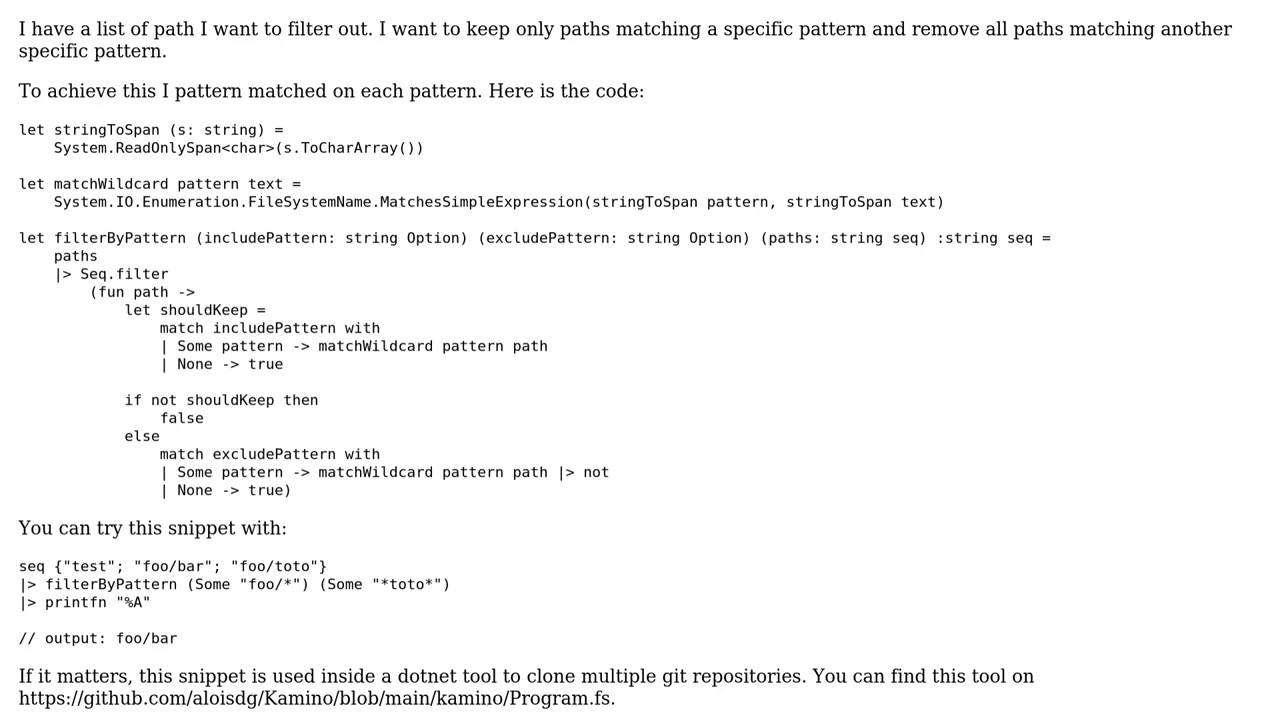 I have a list of path I want to filter out. I want to keep only paths matching a specific pattern and remove all paths matching another
specific pattern.
To achieve this I pattern matched on each pattern. Here is the code:
let stringToSpan (s: string) =
    System.ReadOnlySpan<char>(s.ToCharArray())
let matchWildcard pattern text =
    System.IO.Enumeration.FileSystemName.MatchesSimpleExpression(stringToSpan pattern, stringToSpan text)
let filterByPattern (includePattern: string Option) (excludePattern: string Option) (paths: string seq) :string seq =
    paths
    |> Seq.filter
        (fun path ->
            let shouldKeep =
                match includePattern with
                | Some pattern -> matchWildcard pattern path
                | None -> true
            if not shouldKeep then
                false
            else
                match excludePattern with
                | Some pattern -> matchWildcard pattern path |> not
                | None -> true)
You can try this snippet with:
seq {"test"; "foo/bar"; "foo/toto"}
|> filterByPattern (Some "foo/*") (Some "*toto*")
|> printfn "%A"
// output: foo/bar
If it matters, this snippet is used inside a dotnet tool to clone multiple git repositories. You can find this tool on
https://github.com/aloisdg/Kamino/blob/main/kamino/Program.fs.